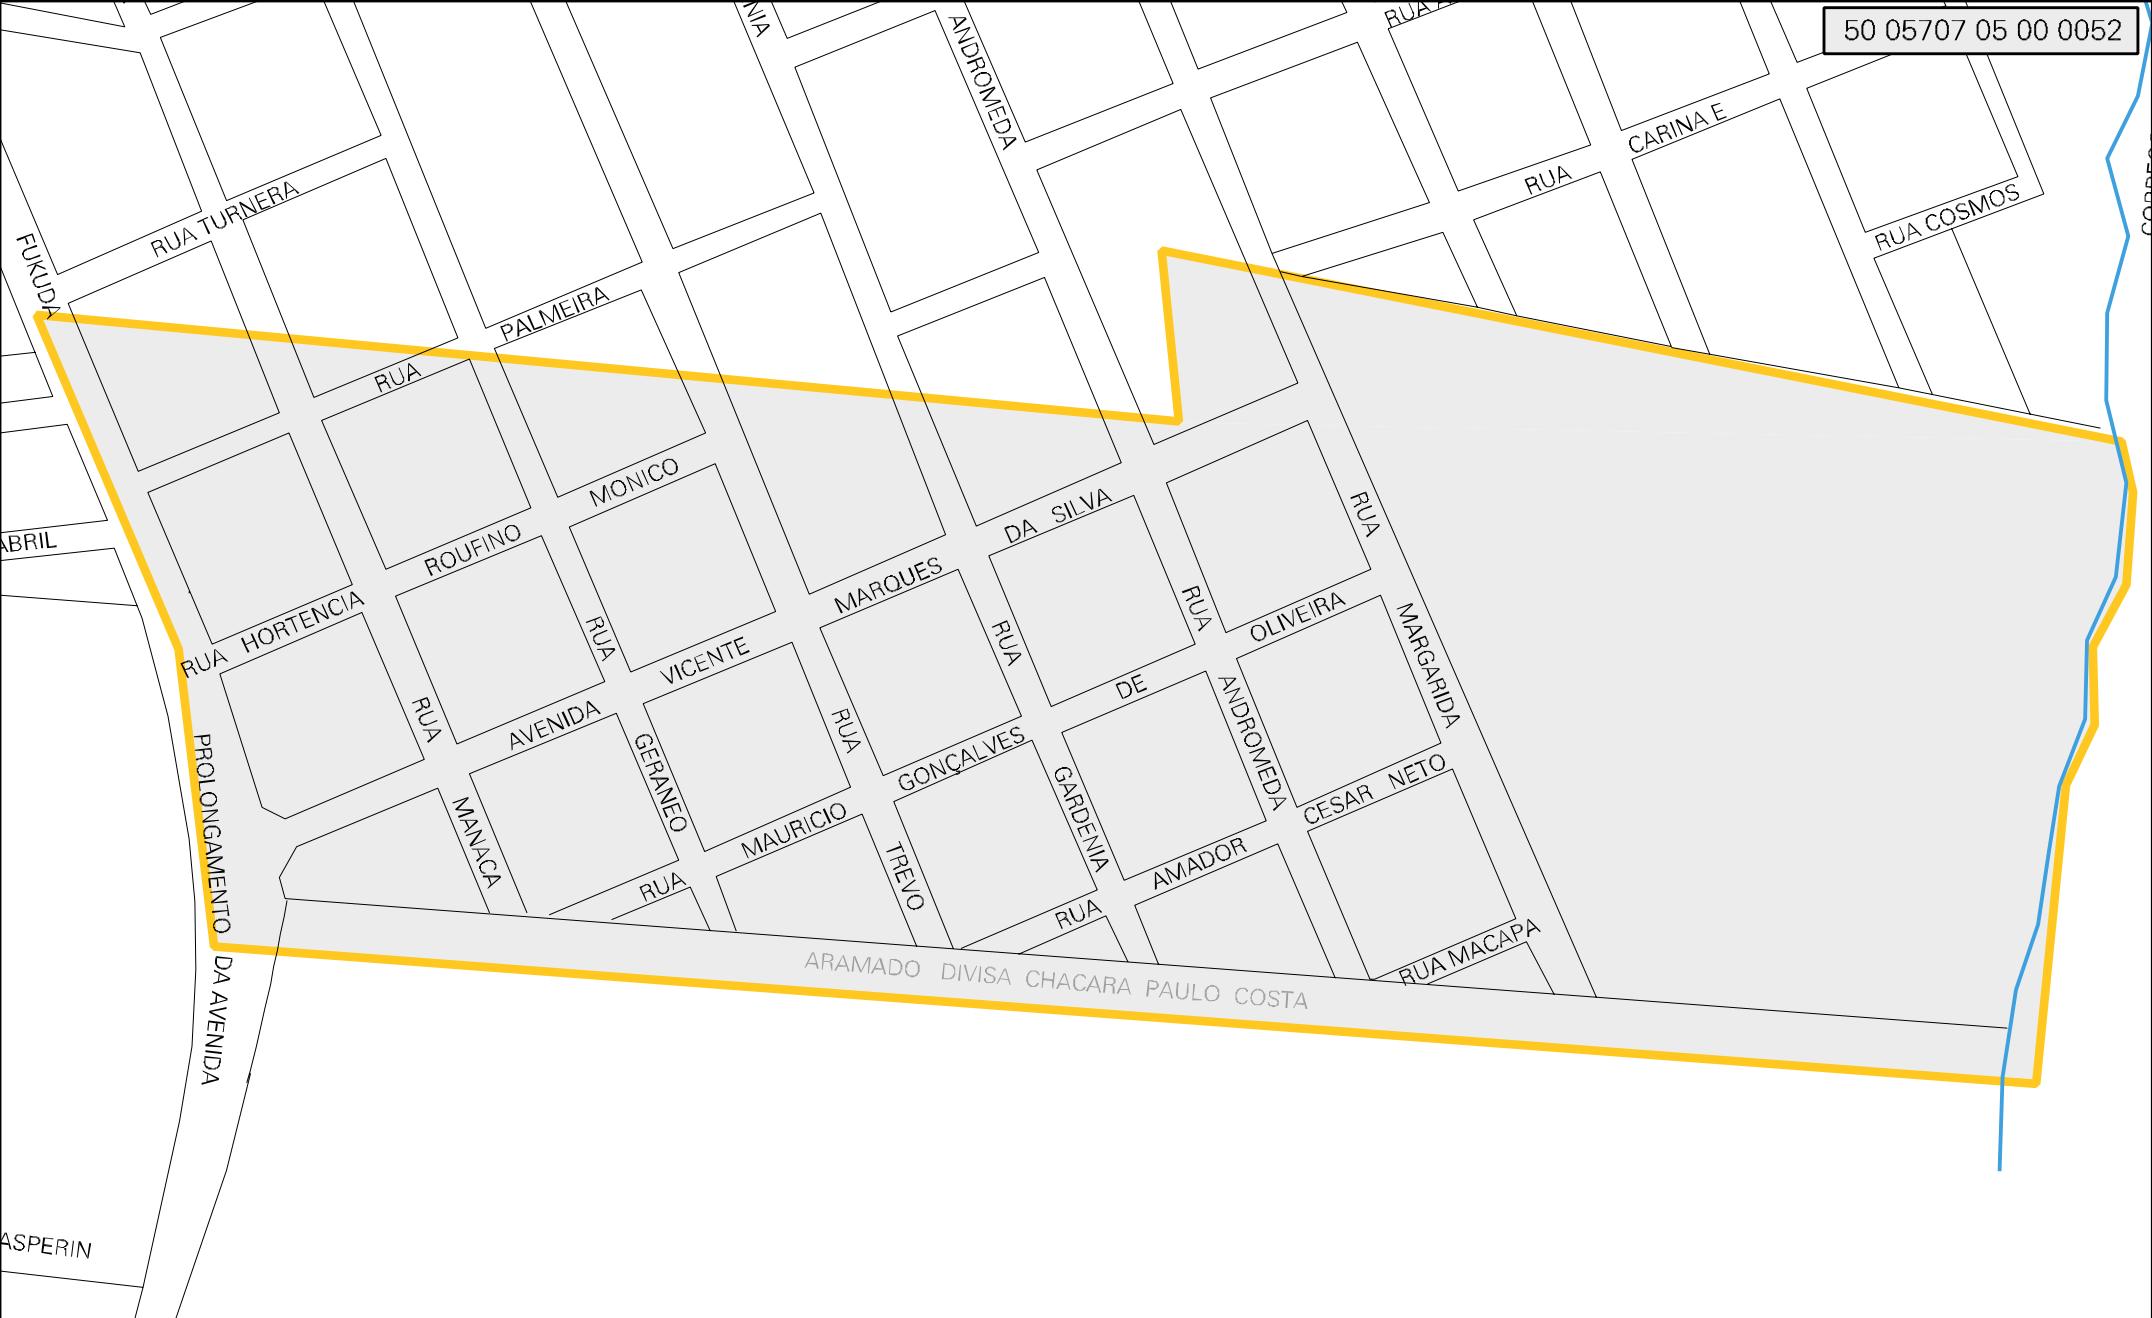 50 05707 05 00 0052
ANDROMEDA
CARINA E
RUA
RUA COSMOS
RUA TURNERA
FUKUDA
PALMEIRA
RUA
MONICO
ROUFINO
RUA HORTENCIA
DA SILVA
MARQUES
VICENTE
AVENIDA
RUA
MARGARIDA
OLIVEIRA
DE
GONÇALVES
MAURICIO
RUA
RUA
ANDROMEDA
RUA
GARDENIA
RUA
TREVO
RUA
GERANEO
RUA
MANACA
CESAR NETO
AMADOR
RUA
RUA MACAPA
PROLONGAMENTO DA AVENIDA
ARAMADO DIVISA CHACARA PAULO COSTA
ABRIL
ASPERIN